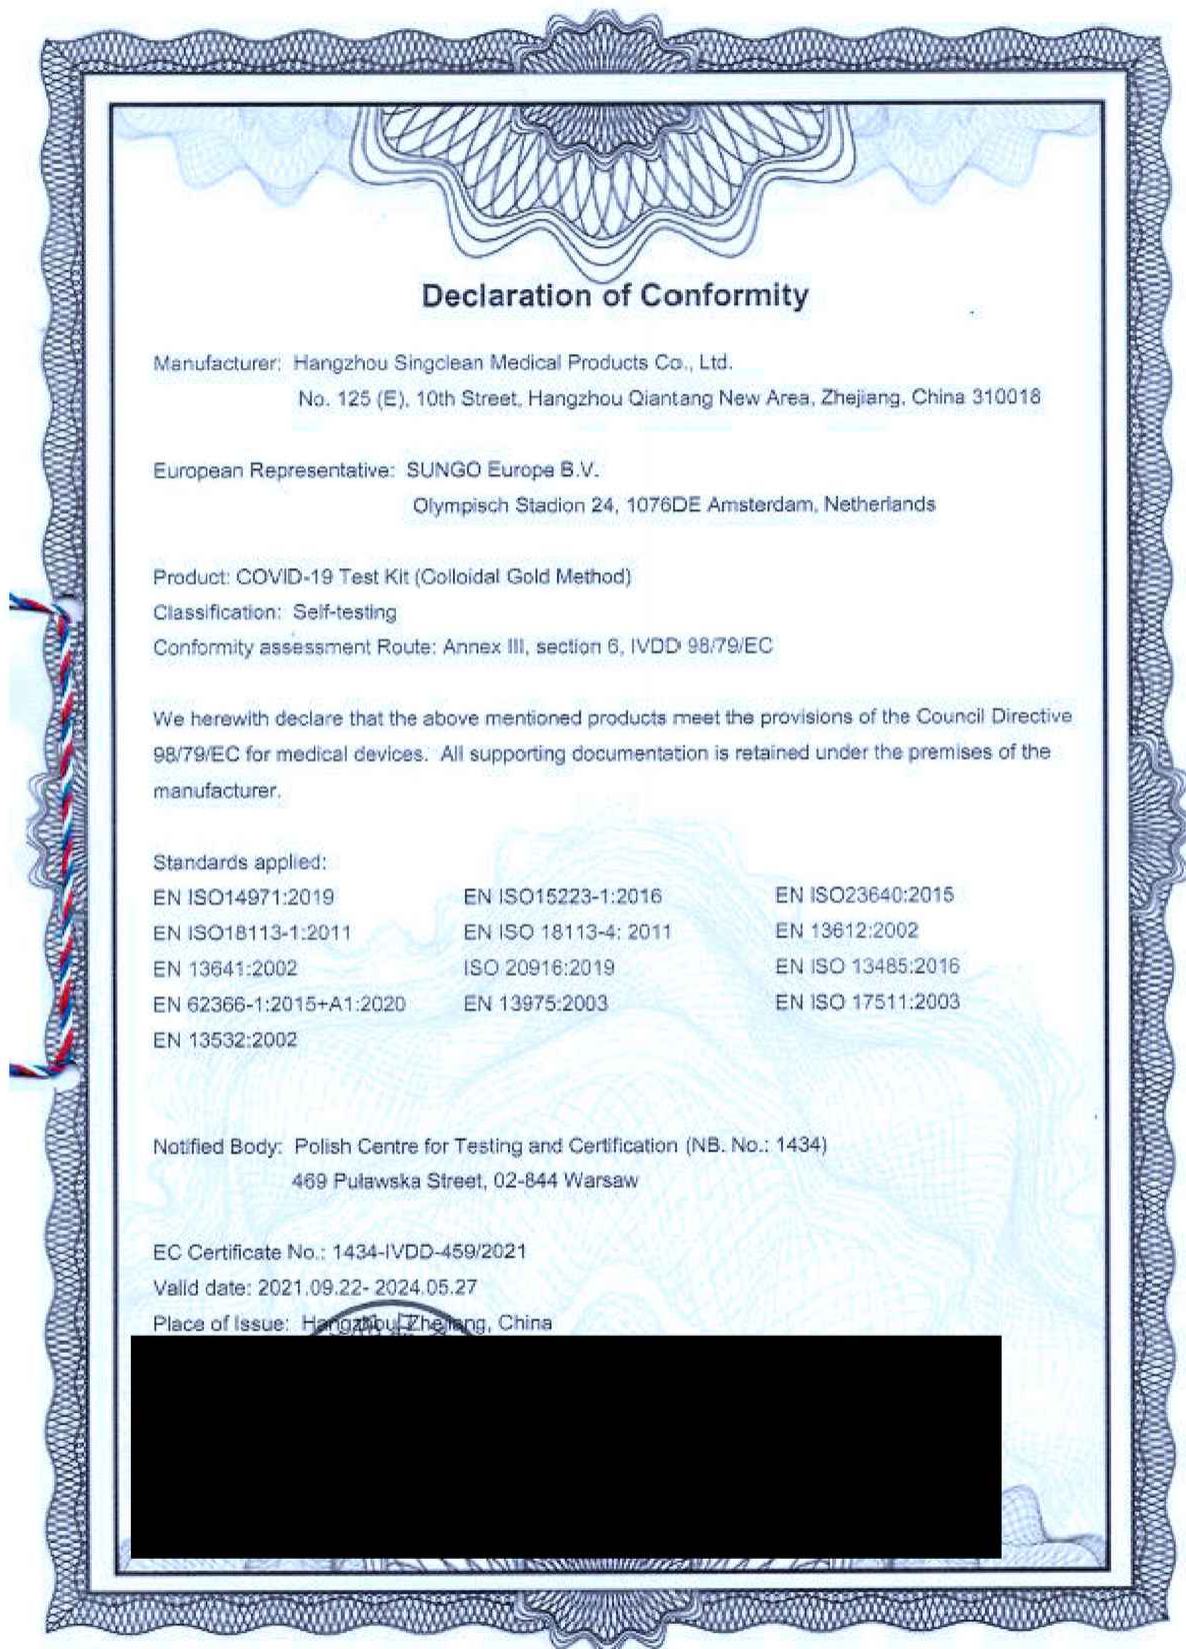 Declaration of Conformity
Manufacturer: Hangzhou Singclean Medical Products Co., Ltd.
No. 125 (E), 10th Street, Hangzhou Qiantang New Area, Zhejiang, China 310018
European Representative: SUNGO Europe B.V.
Olympisch Stadion 24, 1076DE Amsterdam, Netherlands
Product: COVID-19 Test Kit (Colloidal Gold Method)
Classification: Self-testing
Conformity assessment Route: Annex III, section 6, IVDD 98/79/EC
We herewith declare that the above mentioned products meet the provisions of the Council Directive
98/79/EC for medical devices. All supporting documentation is retained under the premises of the
manufacturer.
Standards applied:
EN ISO14971:2019 EN ISO15223-1:2016 EN ISO23640:2015
EN ISO18113-1:2011 EN ISO 18113-4: 2011 EN 13612:2002
EN 13641:2002 ISO 20916:2019 EN ISO 13485:2016
EN 62366-1:2015+A1:2020 EN 13975:2003 EN ISO 17511:2003
EN 13532:2002
Notified Body: Polish Centre for Testing and Certification (NB. No.: 1434)
469 Puławska Street, 02-844 Warsaw
EC Certificate No.: 1434-IVDD-459/2021
Valid date: 2021.09.22- 2024.05.27
Place of Issue: Hangzhou, Zhejiang, China